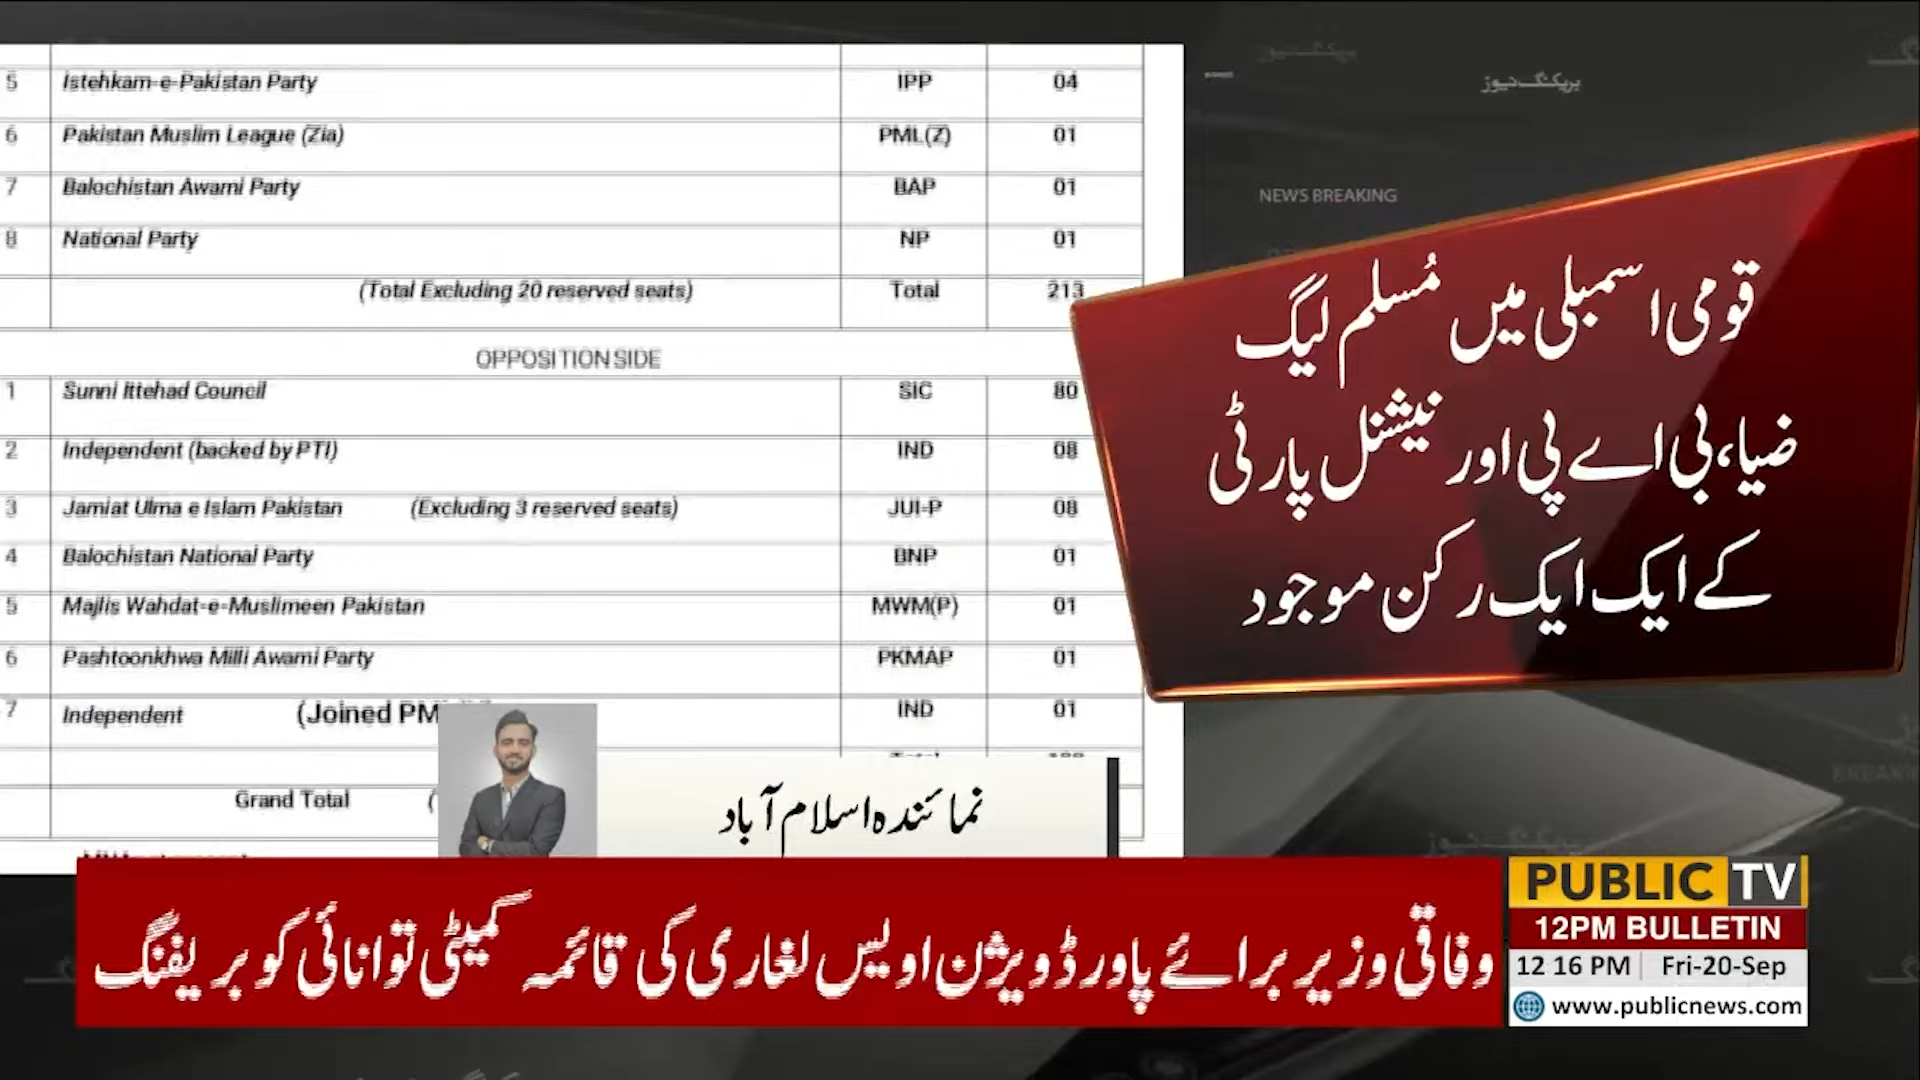 5 Istehkam-e-Pakistan Party IPP 04
6 Pakistan Muslim League (Zia) PML(Z) 01
7 Balochistan Awami Party BAP 01
8 National Party NP 01
(Total Excluding 20 reserved seats) Total 213
OPPOSITION SIDE
1 Sunni Ittehad Council SIC 80
2 Independent (backed by PTI) IND 08
3 Jamiat Ulma e Islam Pakistan (Excluding 3 reserved seats) JUI-P 08
4 Balochistan National Party BNP 01
5 Majlis Wahdat-e-Muslimeen Pakistan MWM(P) 01
6 Pashtoonkhwa Milli Awami Party PKMAP 01
7 Independent (Joined PM IND 01
Grand Total (
بریکنگ نیوز
NEWS BREAKING
قومی اسمبلی میں مُسلم لیگ
ضیا، بی اے پی اور نیشنل پارٹی
کے ایک ایک رکن موجود
نمائندہ اسلام آباد
وفاقی وزیر برائے پاور ڈویژن اویس لغاری کی قائمہ کمیٹی توانائی کو بریفنگ
PUBLIC TV
12PM BULLETIN
12 16 PM Fri-20-Sep
www.publicnews.com